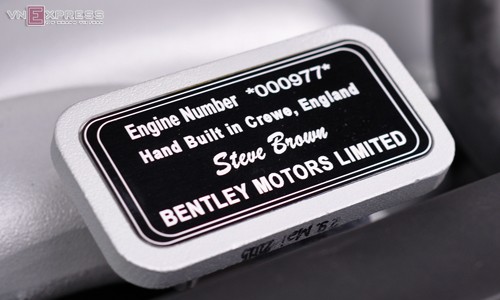 VNEXPRESS
Engine Number *000977*
Hand Built in Crewe, England
Steve Brown
BENTLEY MOTORS LIMITED